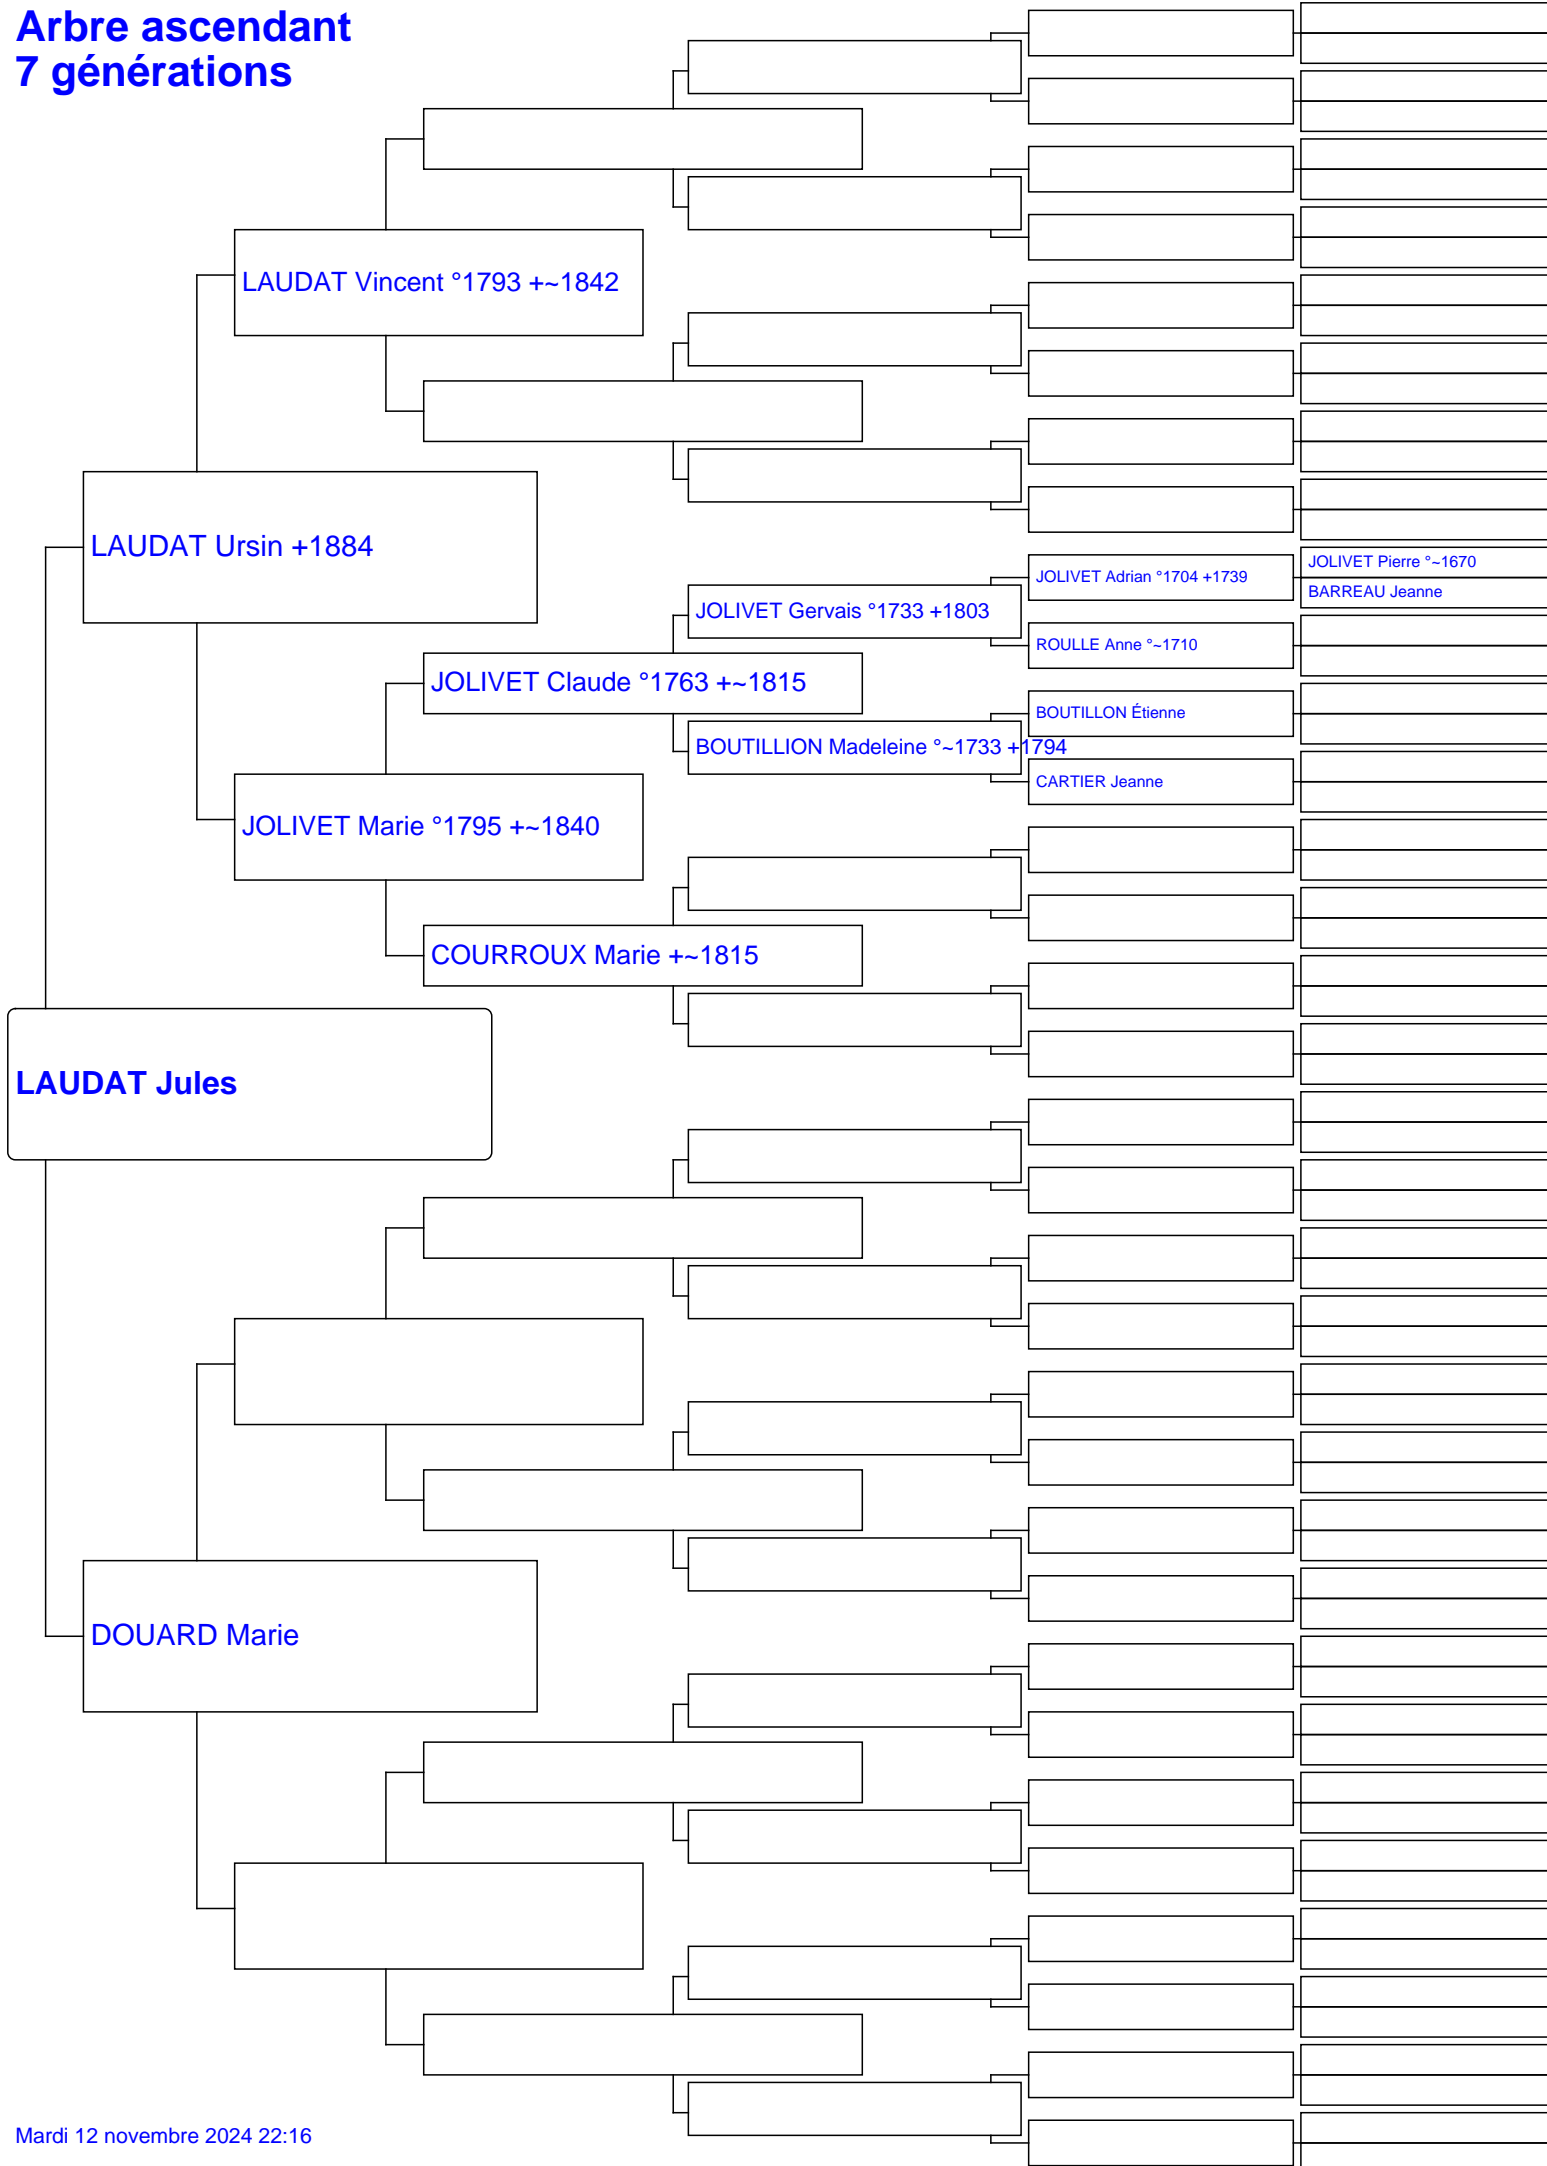 Arbre ascendant
7 générations
LAUDAT Vincent °1793 +~1842
LAUDAT Ursin +1884
JOLIVET Pierre °~1670
JOLIVET Adrian °1704 +1739
BARREAU Jeanne
JOLIVET Gervais °1733 +1803
ROULLE Anne °~1710
JOLIVET Claude °1763 +~1815
BOUTILLON Étienne
BOUTILLION Madeleine °~1733 +1794
CARTIER Jeanne
JOLIVET Marie °1795 +~1840
COURROUX Marie +~1815
LAUDAT Jules
DOUARD Marie
Mardi 12 novembre 2024 22:16